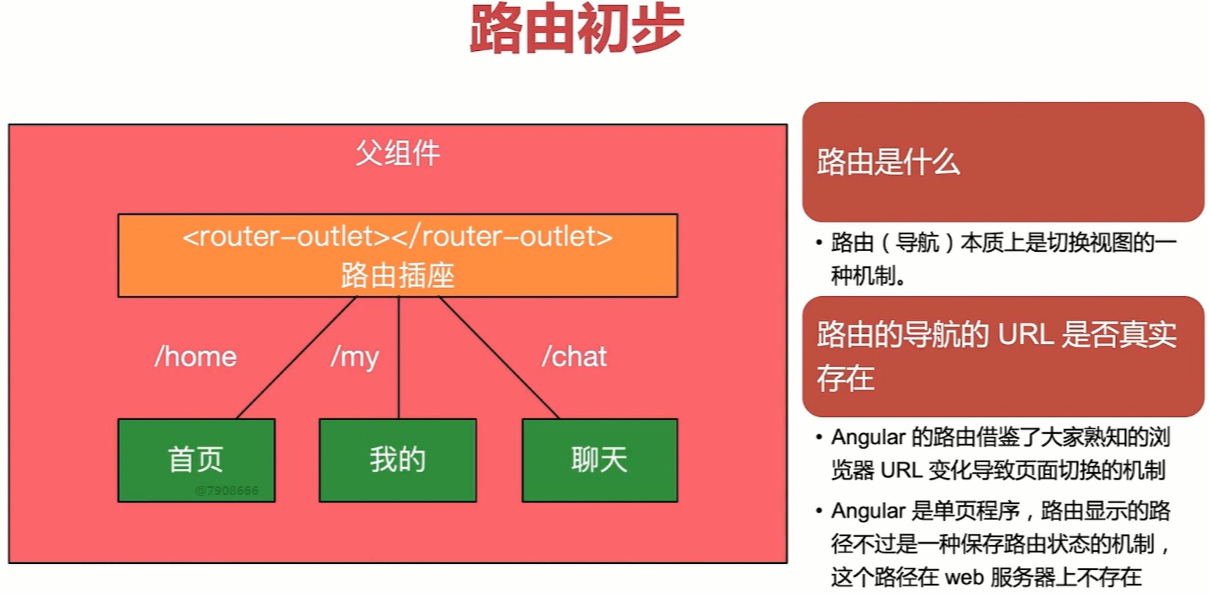 路由初步
父组件
<router-outlet></router-outlet>
路由插座
/home
/my
/chat
首页
@7908666
我的
聊天
路由是什么
• 路由（导航）本质上是切换视图的一
种机制。
路由的导航的 URL 是否真实
存在
• Angular 的路由借鉴了大家熟知的浏
览器 URL 变化导致页面切换的机制
• Angular 是单页程序，路由显示的路
径不过是一种保存路由状态的机制，
这个路径在 web 服务器上不存在